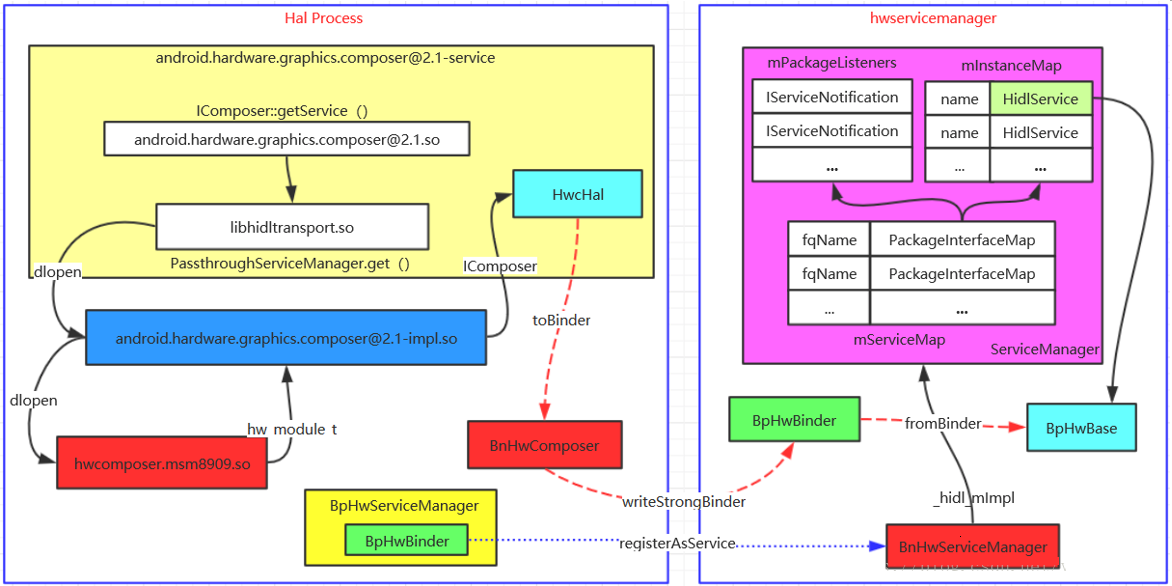 Hal Process
android.hardware.graphics.composer@2.1-service
IComposer::getService ()
android.hardware.graphics.composer@2.1.so
HwcHal
libhidltransport.so
PassthroughServiceManager.get ()
IComposer
dlopen
toBinder
android.hardware.graphics.composer@2.1-impl.so
dlopen
hw_module_t
hwcomposer.msm8909.so
BnHwComposer
writeStrongBinder
BpHwServiceManager
BpHwBinder
registerAsService
hwservicemanager
mPackageListeners
IServiceNotification
IServiceNotification
...
mInstanceMap
name HidlService
name HidlService
... ...
fqName PackageInterfaceMap
fqName PackageInterfaceMap
... ...
mServiceMap
ServiceManager
BpHwBinder
fromBinder
BpHwBase
_hidl_mImpl
BnHwServiceManager